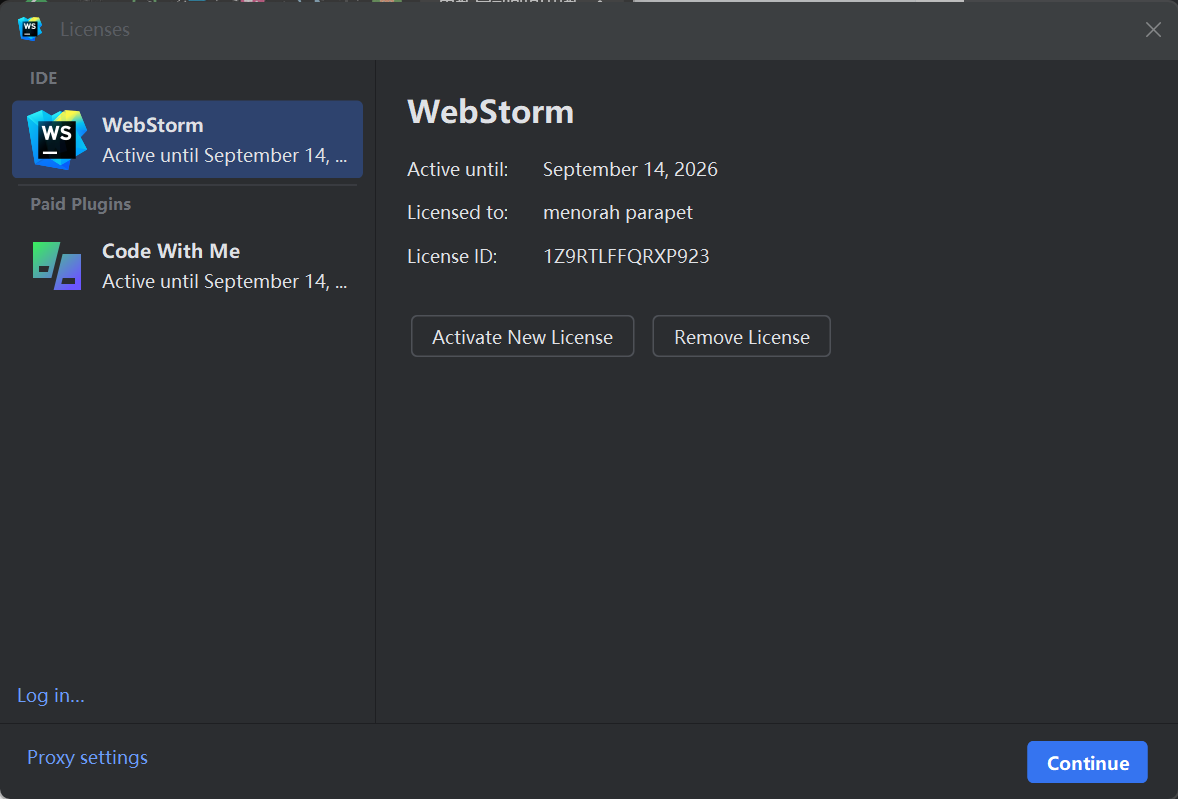 WS
Licenses
IDE
WS
WebStorm
Active until September 14, ...
Paid Plugins
Code With Me
Active until September 14, ...
Log in...
WebStorm
Active until: September 14, 2026
Licensed to: menorah parapet
License ID: 1Z9RTLFFQRXP923
Activate New License
Remove License
Proxy settings
Continue